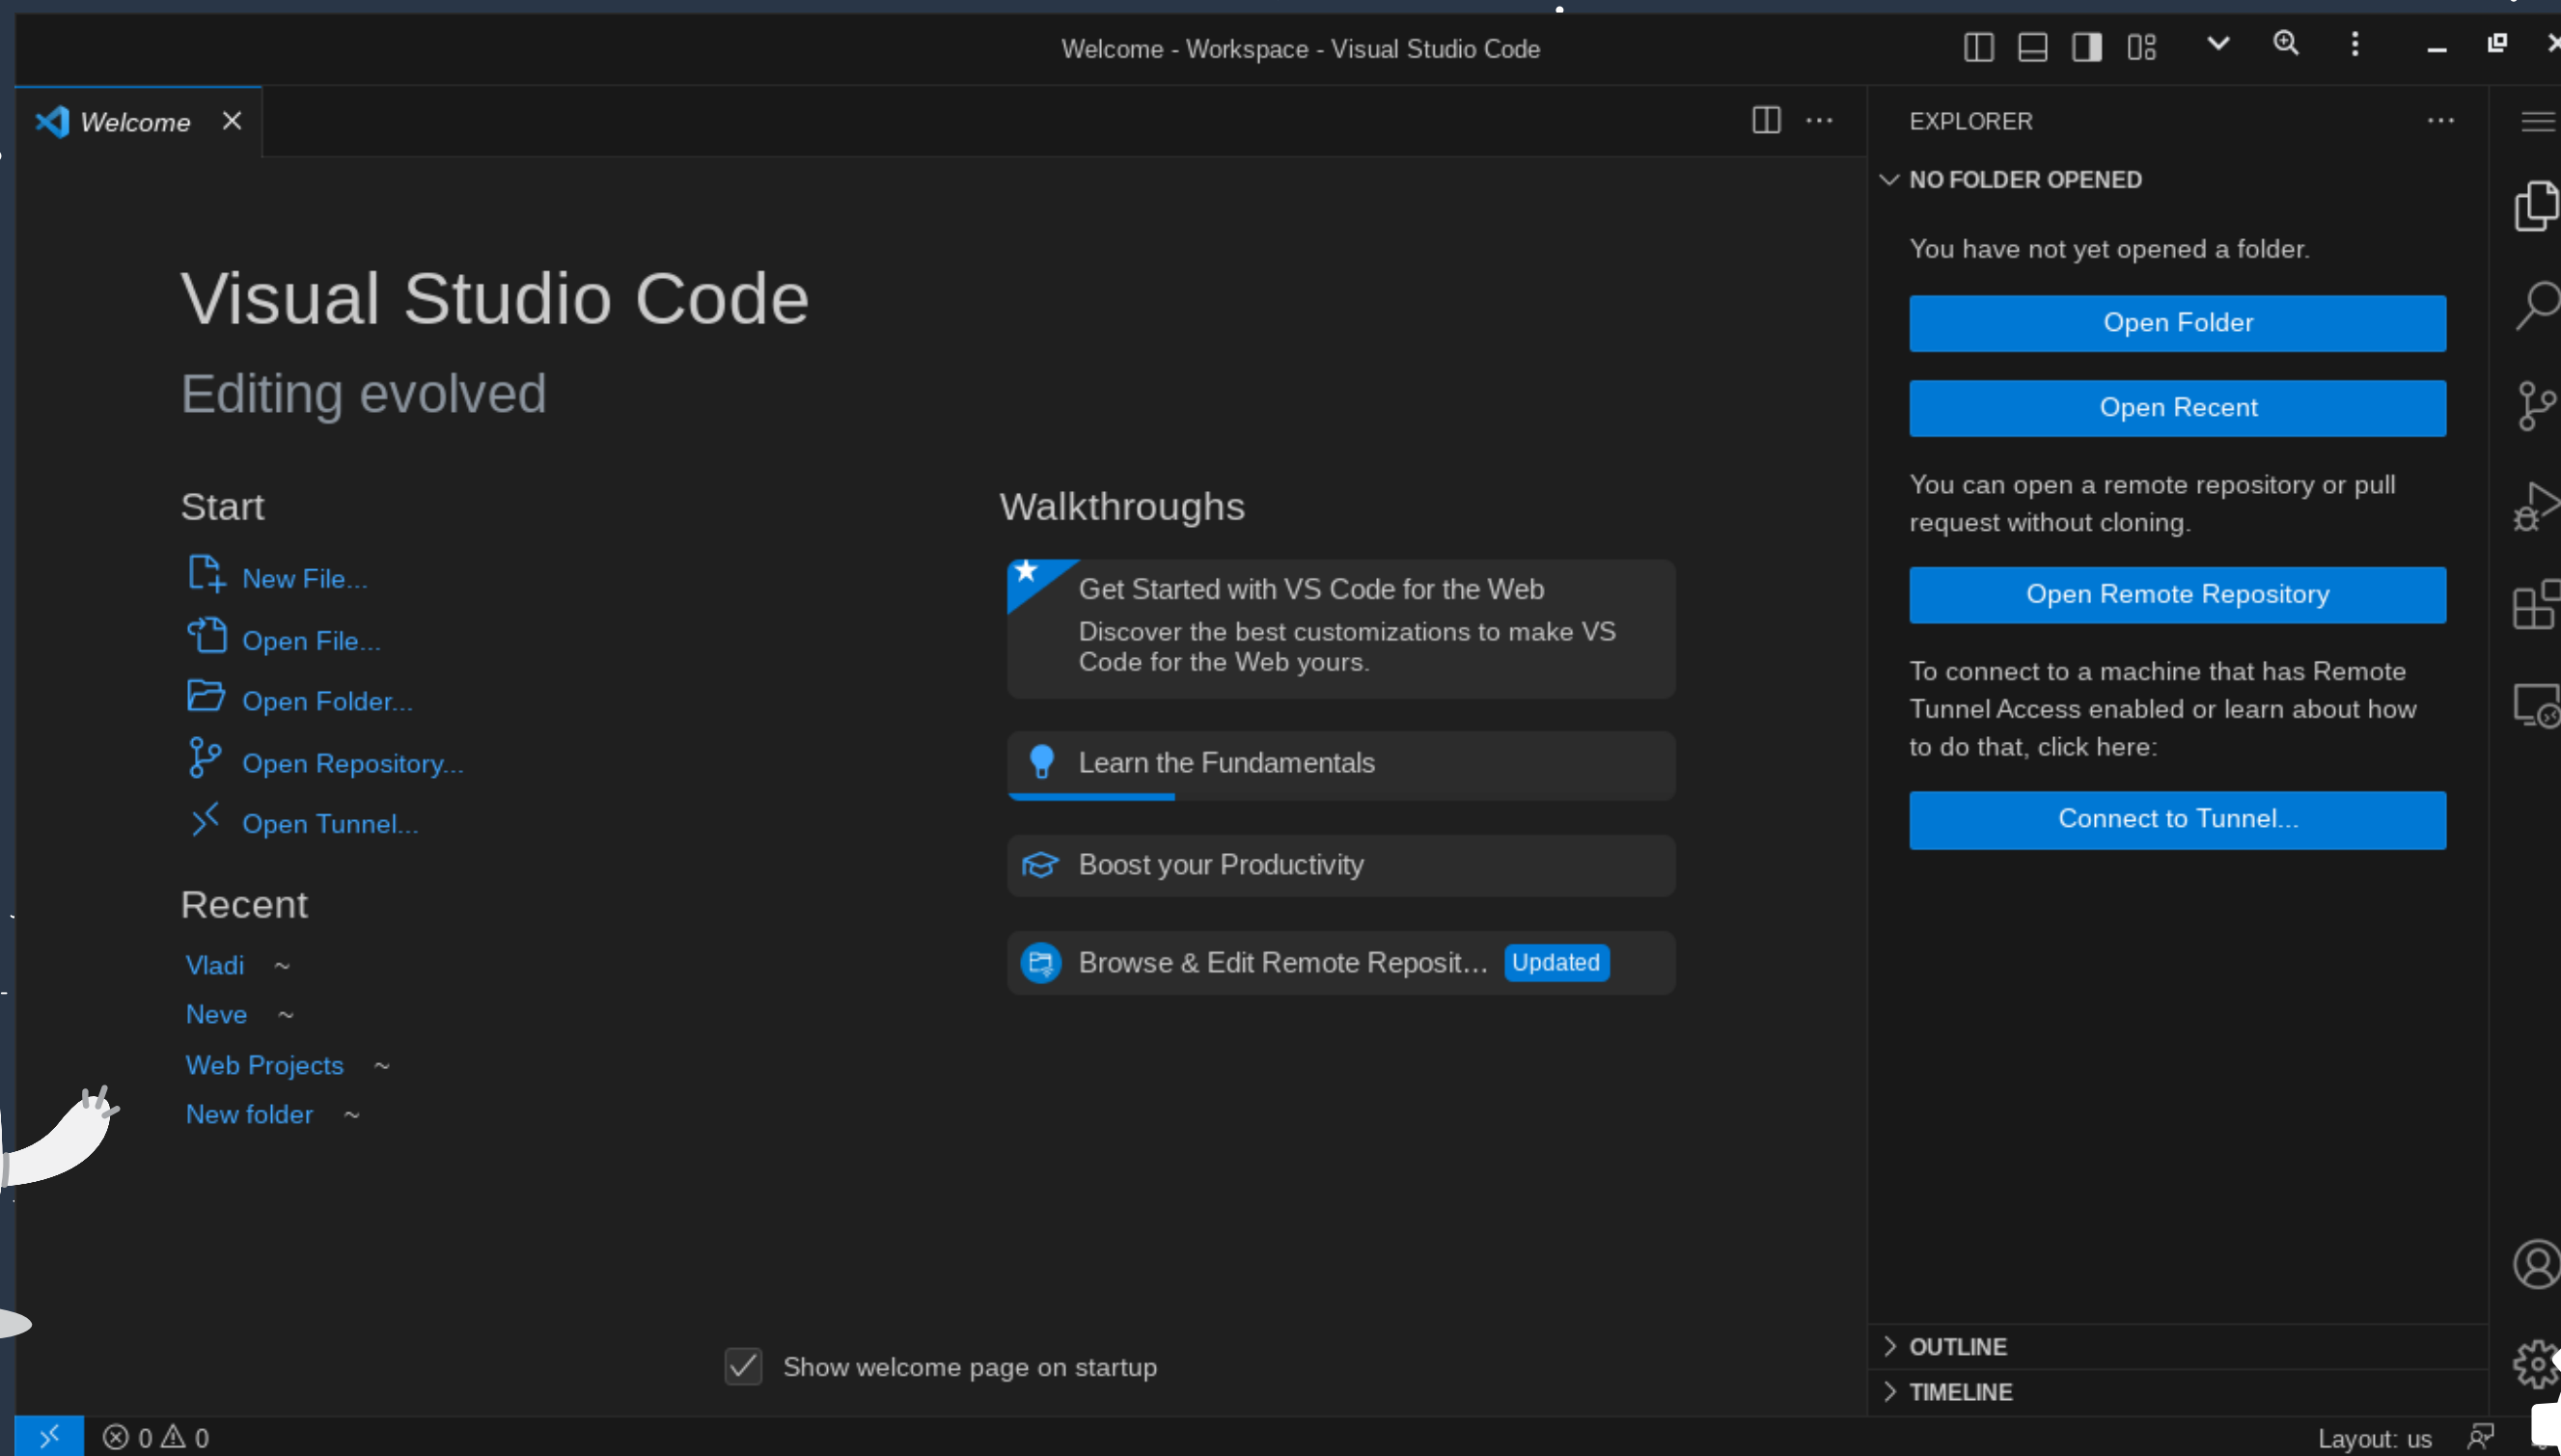 Welcome - Workspace - Visual Studio Code
Welcome
Visual Studio Code
Editing evolved
Start
New File...
Open File...
Open Folder...
Open Repository...
Open Tunnel...
Recent
Vladi ~
Neve ~
Web Projects ~
New folder ~
Walkthroughs
Get Started with VS Code for the Web
Discover the best customizations to make VS
Code for the Web yours.
Learn the Fundamentals
Boost your Productivity
Browse & Edit Remote Reposit... Updated
Show welcome page on startup
EXPLORER
NO FOLDER OPENED
You have not yet opened a folder.
Open Folder
Open Recent
You can open a remote repository or pull
request without cloning.
Open Remote Repository
To connect to a machine that has Remote
Tunnel Access enabled or learn about how
to do that, click here:
Connect to Tunnel...
OUTLINE
TIMELINE
0 0
Layout: us